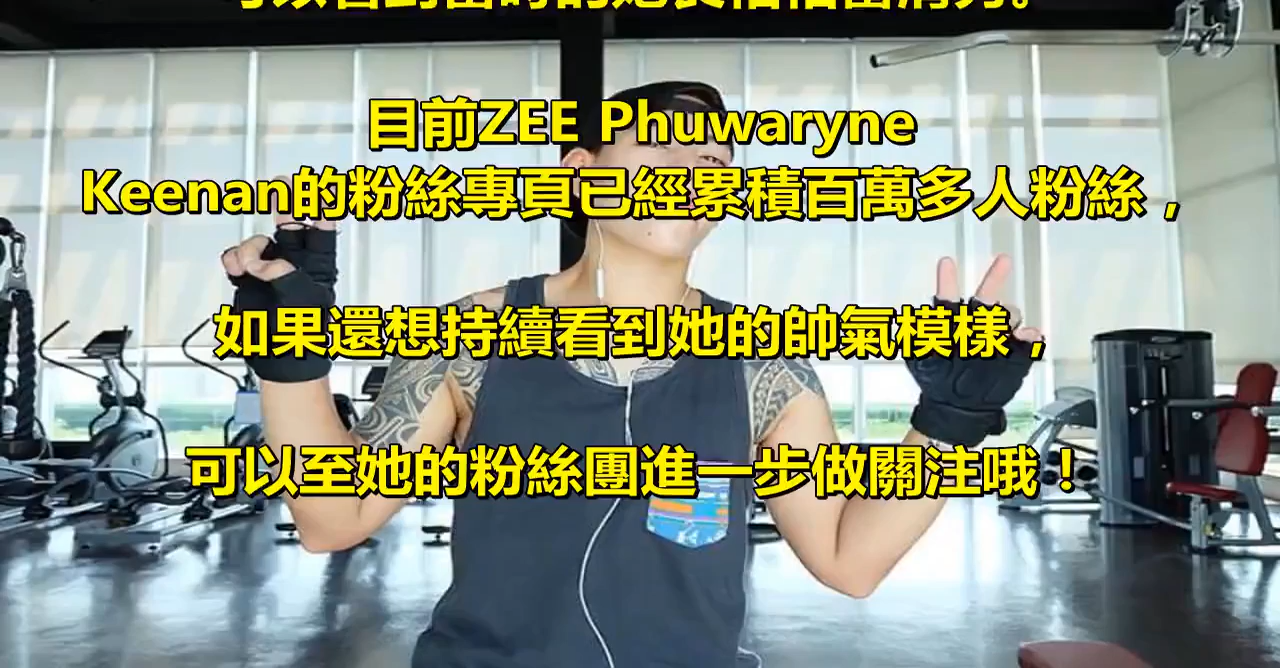 目前ZEE Phuwaryne
Keenan的粉絲專頁已經累積百萬多人粉絲，
如果還想持續看到她的帥氣模樣，
可以至她的粉絲團進一步做關注哦！